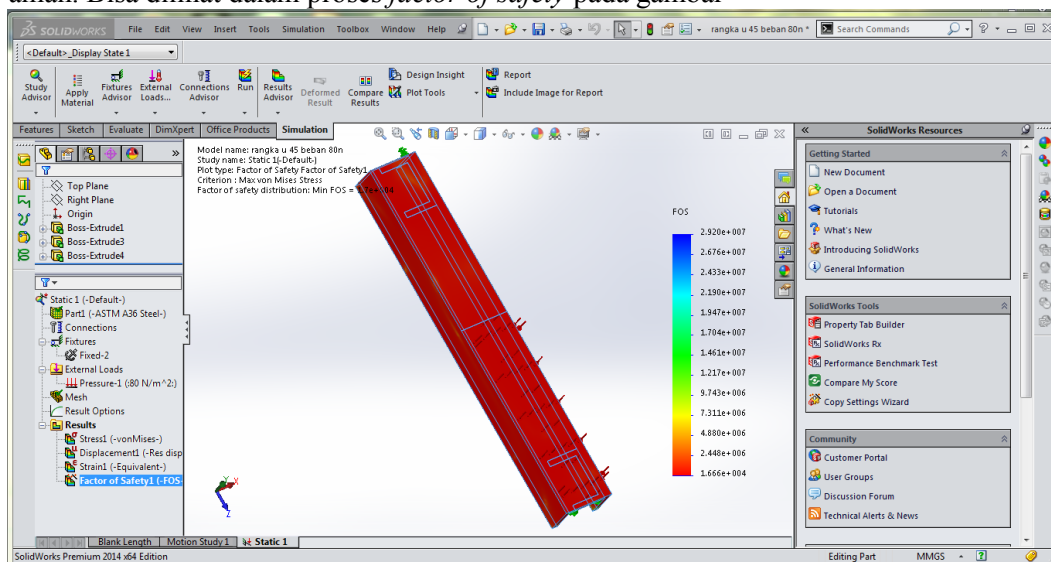 aman. Bisa dilihat dalam proses factor of safety pada gambar
SOLIDWORKS File Edit View Insert Tools Simulation Toolbox Window Help rangka u 45 beban 80n * Search Commands
<Default>_Display State 1
Study Advisor
Apply Material
Fixtures Advisor
External Loads...
Connections Advisor
Run
Results Advisor
Deformed Result
Compare Results
Design Insight
Plot Tools
Report
Include Image for Report
Features Sketch Evaluate DimXpert Office Products Simulation
Top Plane
Right Plane
Origin
Boss-Extrude1
Boss-Extrude3
Boss-Extrude4
Static 1 (-Default-)
Part1 (-ASTM A36 Steel-)
Connections
Fixtures
Fixed-2
External Loads
Pressure-1 (:80 N/m^2:)
Mesh
Result Options
Results
Stress1 (-vonMises-)
Displacement1 (-Res disp
Strain1 (-Equivalent-)
Factor of Safety1 (-FOS-
Model name: rangka u 45 beban 80n
Study name: Static 1(-Default-)
Plot type: Factor of Safety Factor of Safety1
Criterion : Max von Mises Stress
Factor of safety distribution: Min FOS =
FOS
2.920e+007
2.676e+007
2.433e+007
2.190e+007
1.947e+007
1.704e+007
1.461e+007
1.217e+007
9.743e+006
7.311e+006
4.880e+006
2.448e+006
1.666e+004
X
Z
SolidWorks Resources
Getting Started
New Document
Open a Document
Tutorials
What's New
Introducing SolidWorks
General Information
SolidWorks Tools
Property Tab Builder
SolidWorks Rx
Performance Benchmark Test
Compare My Score
Copy Settings Wizard
Community
Customer Portal
User Groups
Discussion Forum
Technical Alerts & News
Blank Length Motion Study 1 Static 1
SolidWorks Premium 2014 x64 Edition Editing Part MMGS